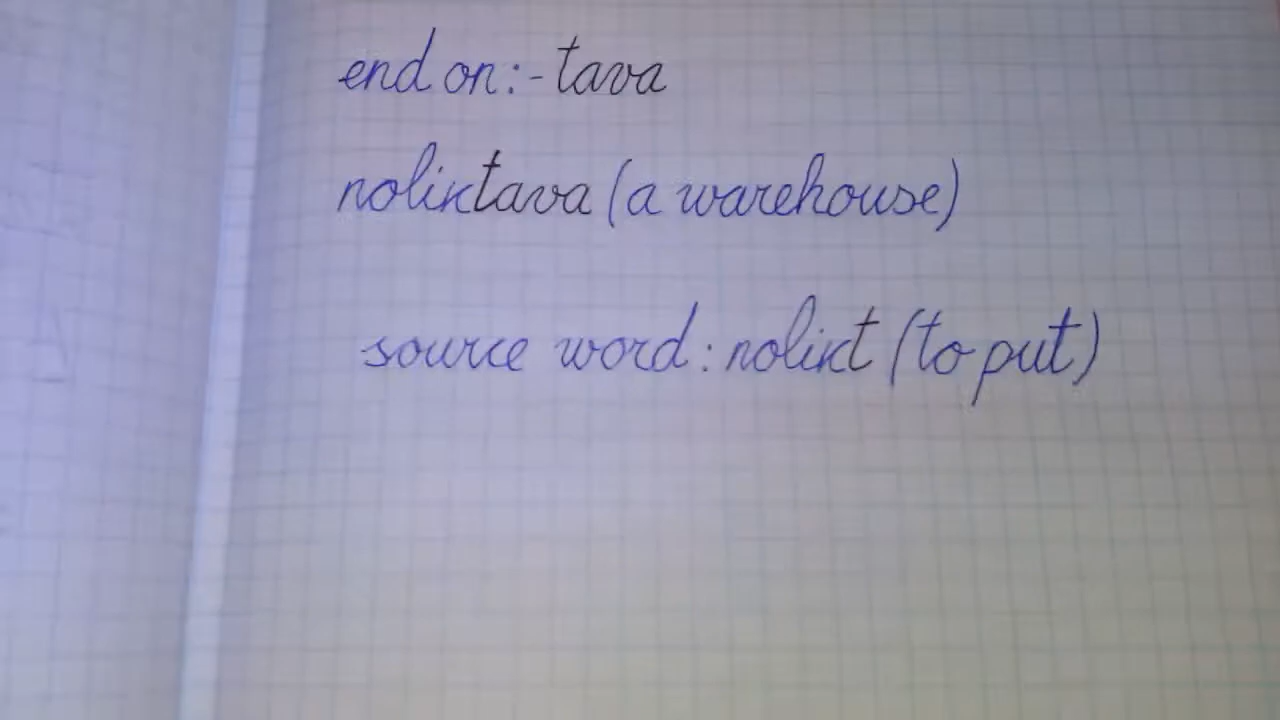 end on:-tava
noliktava (a warehouse)
source word: nolikt (to put)